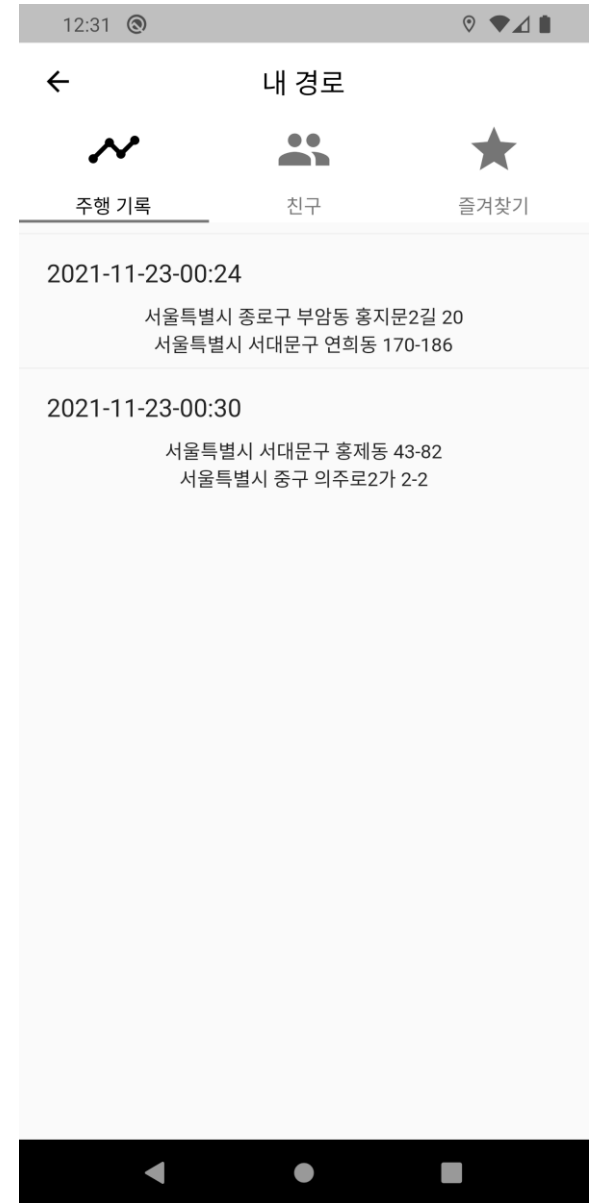 12:31
내 경로
주행 기록
친구
즐겨찾기
2021-11-23-00:24
서울특별시 종로구 부암동 홍지문2길 20
서울특별시 서대문구 연희동 170-186
2021-11-23-00:30
서울특별시 서대문구 홍제동 43-82
서울특별시 중구 의주로2가 2-2